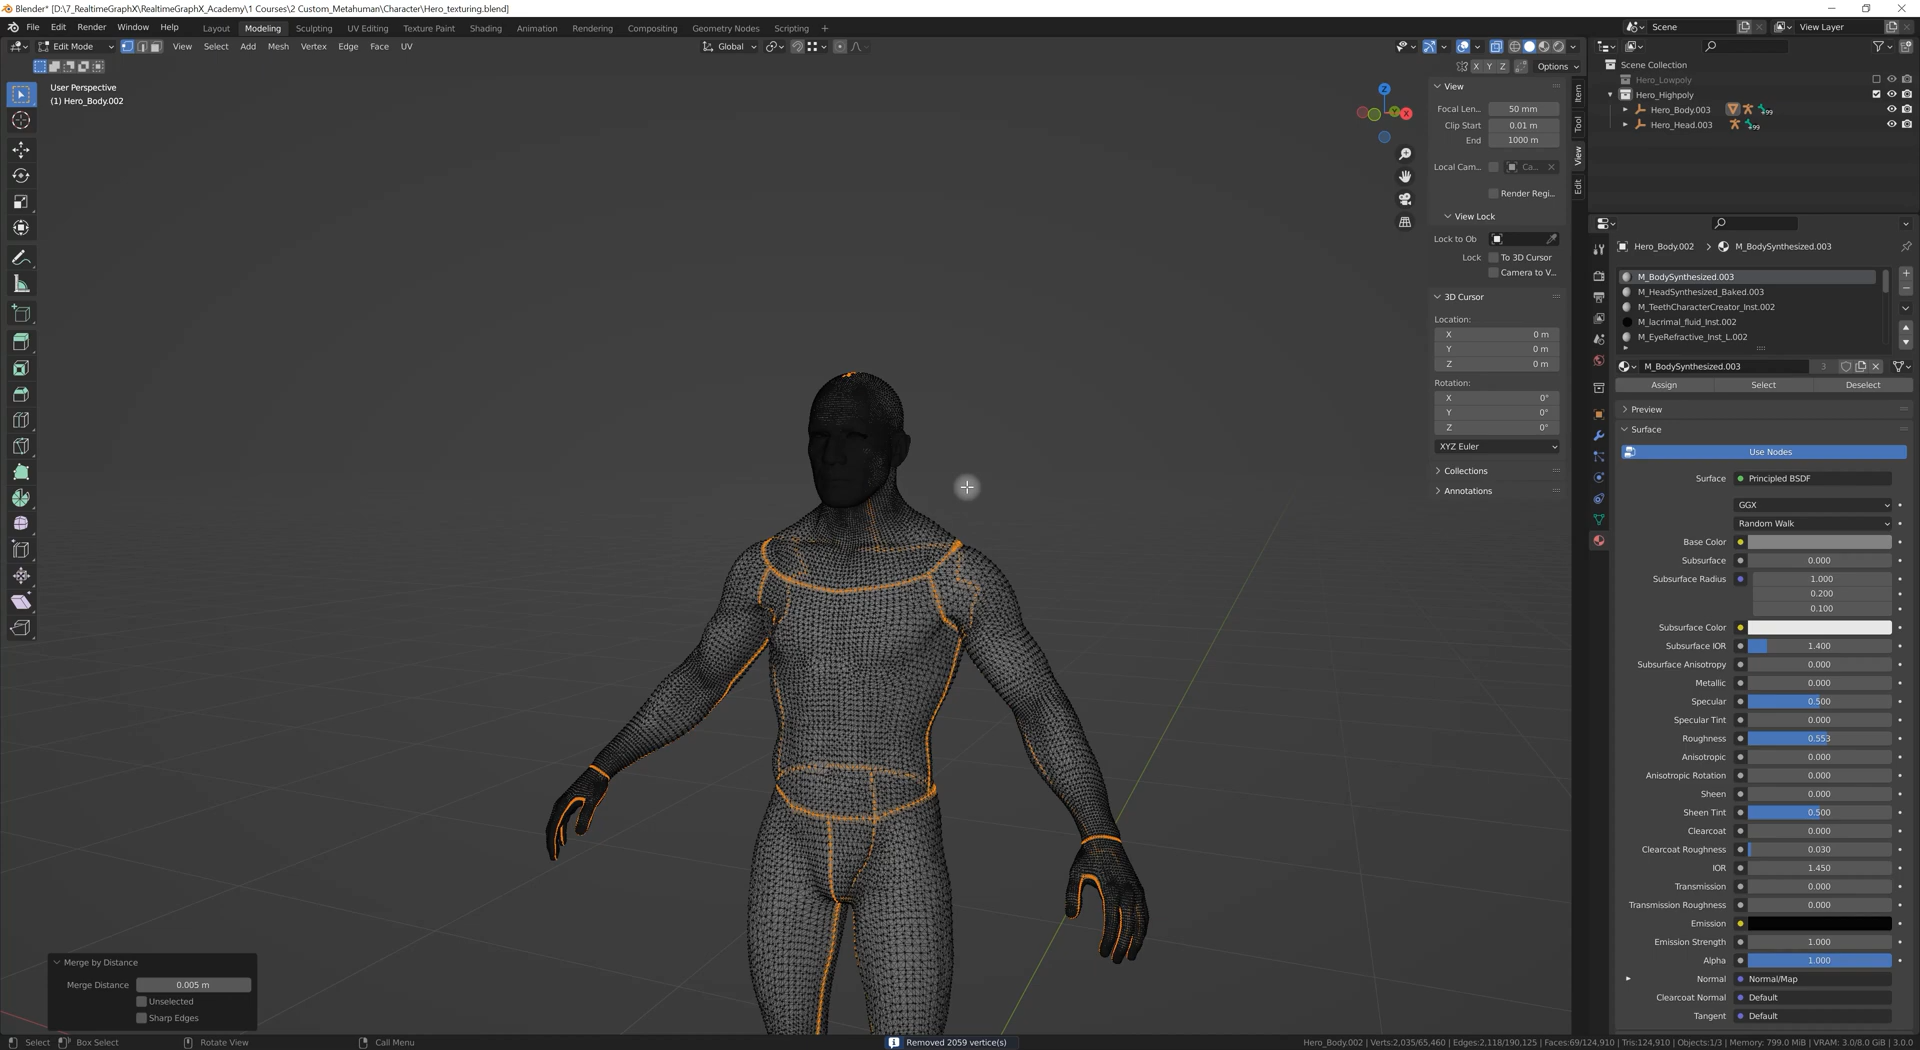 Blender* [D:\7_RealtimeGraphX\RealtimeGraphX_Academy\1 Courses\2 Custom_Metahuman\Character\Hero_texturing.blend]
File Edit Render Window Help Layout Modeling Sculpting UV Editing Texture Paint Shading Animation Rendering Compositing Geometry Nodes Scripting + Scene View Layer
Edit Mode View Select Add Mesh Vertex Edge Face UV Global
X Y Z Options
User Perspective
(1) Hero_Body.002
Scene Collection
Hero_Lowpoly
Hero_Highpoly
Hero_Body.003 99
Hero_Head.003 99
View
Focal Len... 50 mm
Clip Start 0.01 m
End 1000 m
Local Cam... Ca...
Render Regi...
View Lock
Lock to Ob
Lock To 3D Cursor
Camera to V...
3D Cursor
Location:
X 0 m
Y 0 m
Z 0 m
Rotation:
X 0°
Y 0°
Z 0°
XYZ Euler
Collections
Annotations
Item
Tool
View
Edit
Z
Y
X
Hero_Body.002 > M_BodySynthesized.003
M_BodySynthesized.003
M_HeadSynthesized_Baked.003
M_TeethCharacterCreator_Inst.002
M_lacrimal_fluid_Inst.002
M_EyeRefractive_Inst_L.002
M_BodySynthesized.003 3
Assign Select Deselect
Preview
Surface
Use Nodes
Surface Principled BSDF
GGX
Random Walk
Base Color
Subsurface 0.000
Subsurface Radius 1.000
0.200
0.100
Subsurface Color
Subsurface IOR 1.400
Subsurface Anisotropy 0.000
Metallic 0.000
Specular 0.500
Specular Tint 0.000
Roughness 0.553
Anisotropic 0.000
Anisotropic Rotation 0.000
Sheen 0.000
Sheen Tint 0.500
Clearcoat 0.000
Clearcoat Roughness 0.030
IOR 1.450
Transmission 0.000
Transmission Roughness 0.000
Emission
Emission Strength 1.000
Alpha 1.000
Normal Normal/Map
Clearcoat Normal Default
Tangent Default
Merge by Distance
Merge Distance 0.005 m
Unselected
Sharp Edges
Select Box Select Rotate View Call Menu Removed 2059 vertice(s) Hero_Body.002 | Verts:2,035/65,460 | Edges:2,118/190,125 | Faces:69/124,910 | Tris:124,910 | Objects:1/3 | Memory: 799.0 MiB | VRAM: 3.0/8.0 GiB | 3.0.0